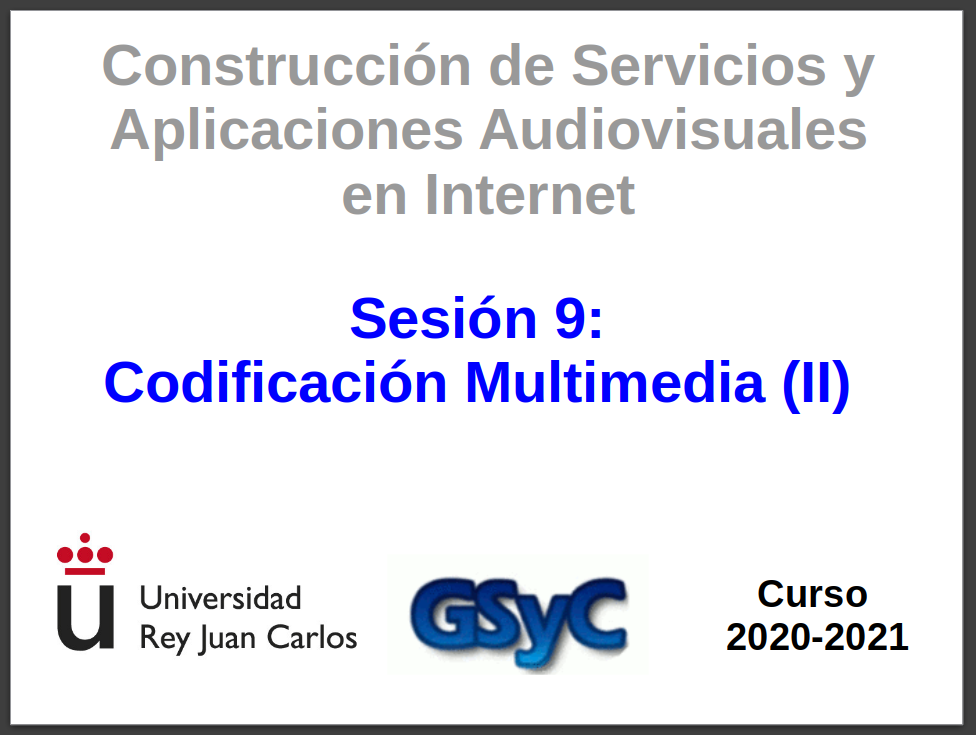 Construcción de Servicios y
Aplicaciones Audiovisuales
en Internet
Sesión 9:
Codificación Multimedia (II)
Universidad
Rey Juan Carlos
GSyC
Curso
2020-2021